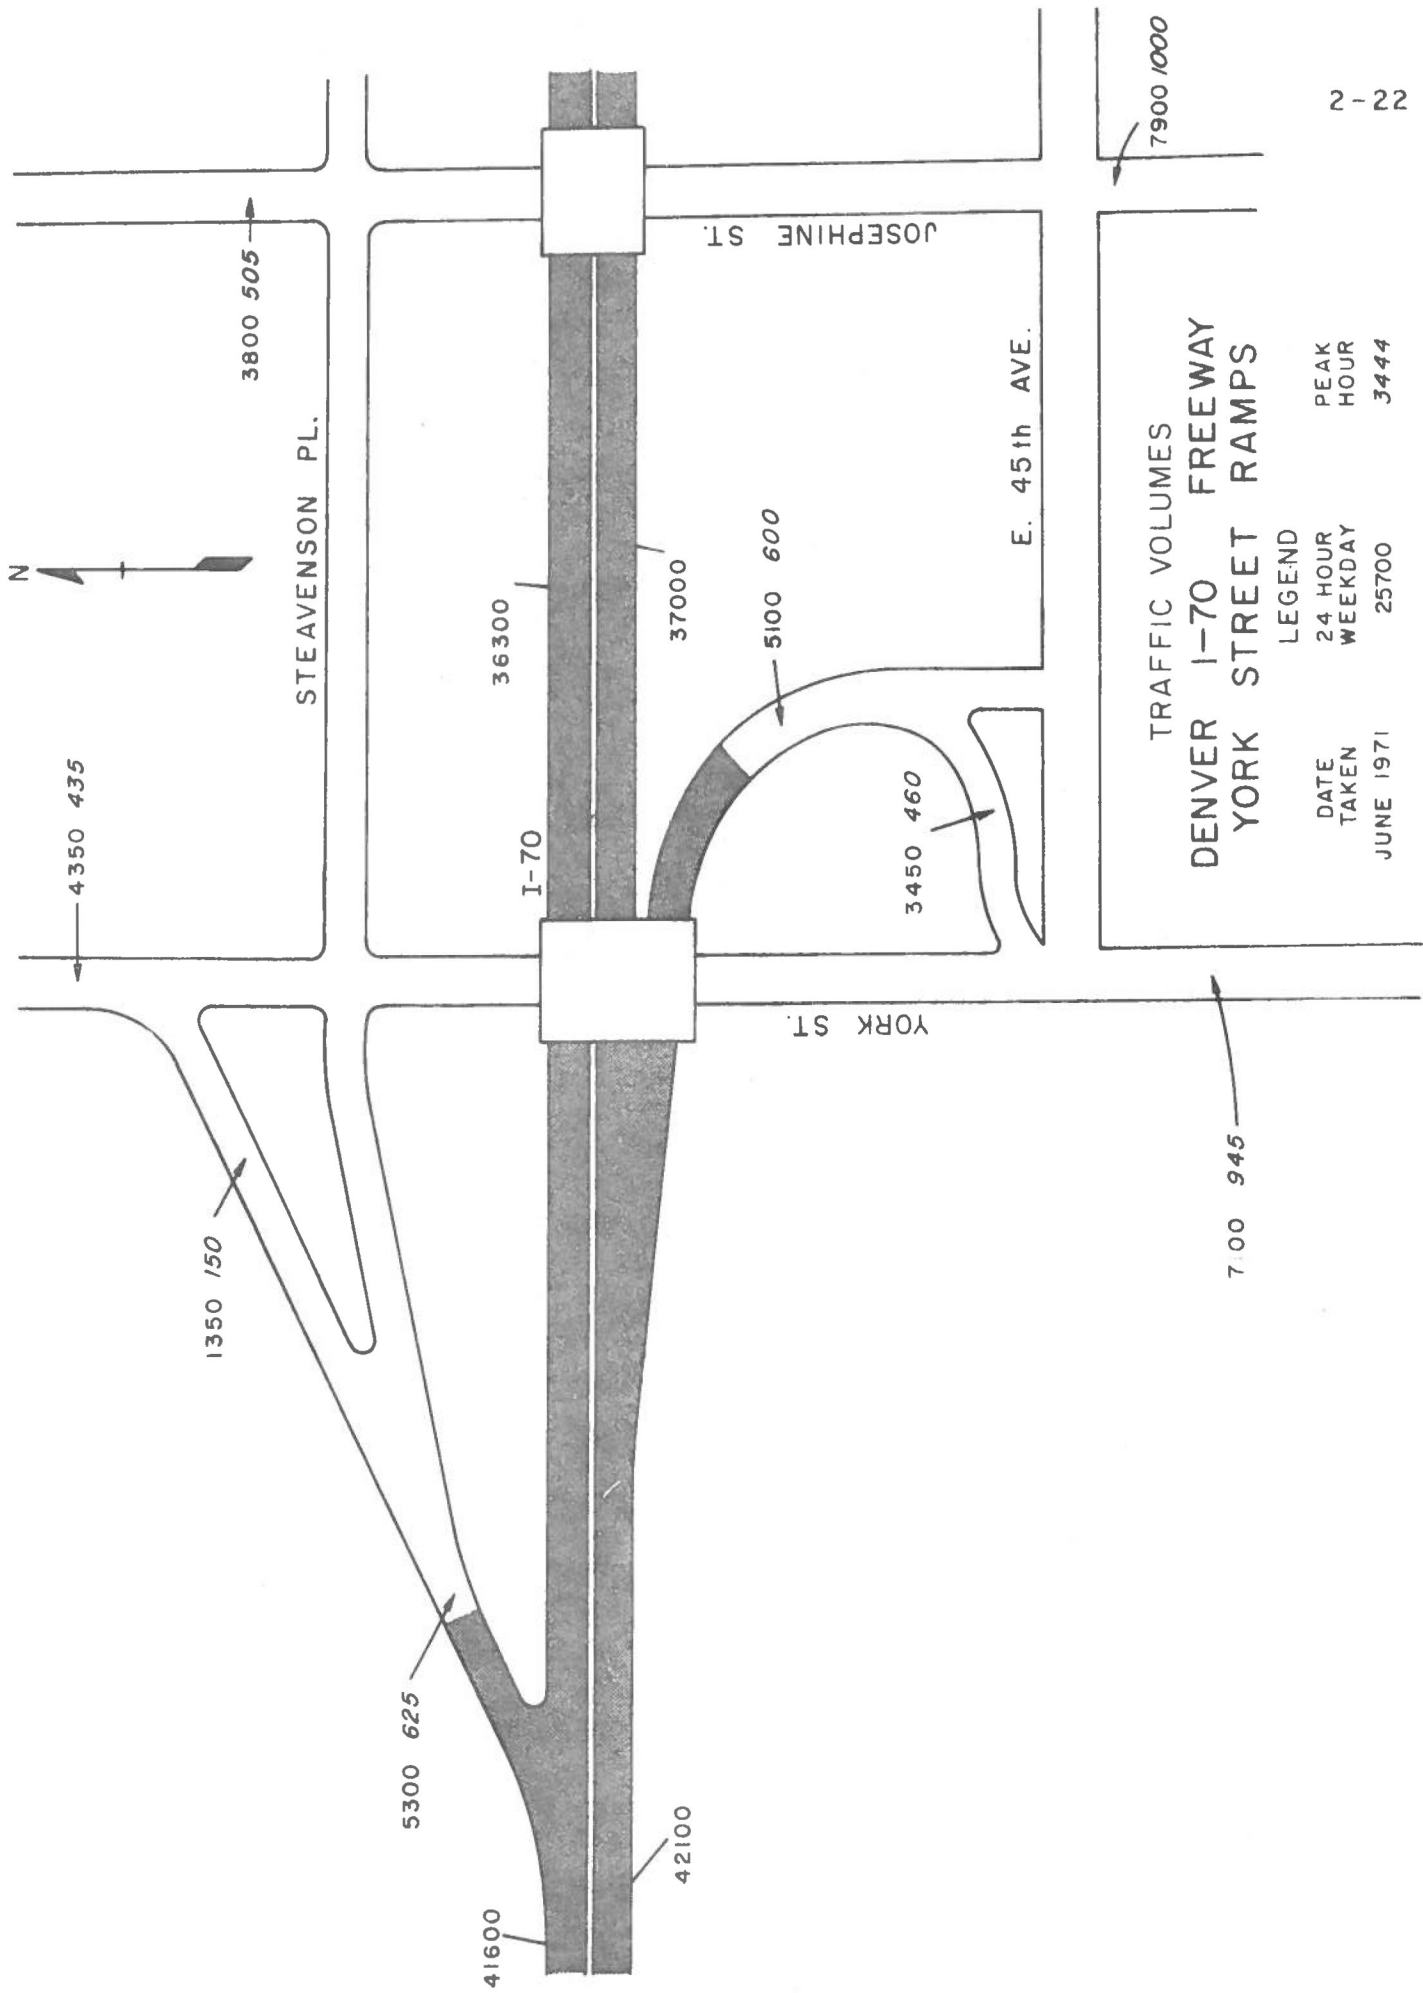 N
4350 435
3800 505
STEAVENSON PL.
1350 150
5300 625
41600
I-70
36300
42100
37000
5100 600
JOSEPHINE ST.
YORK ST.
3450 460
E. 45th AVE.
7900 1000
945
TRAFFIC VOLUMES
DENVER I-70 FREEWAY
YORK STREET RAMPS
LEGEND
DATE TAKEN
24 HOUR WEEKDAY
PEAK HOUR
JUNE 1971 25700 3444
2-22